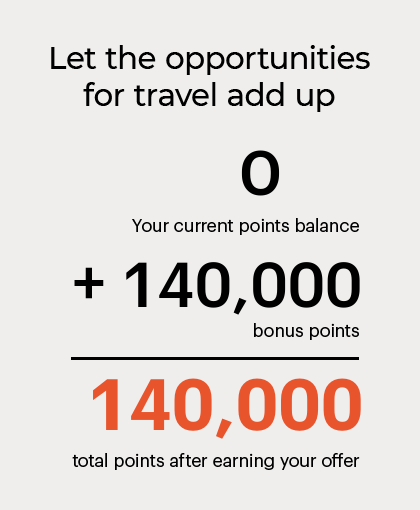 Let the opportunities
for travel add up
0
Your current points balance
+ 140,000
bonus points
140,000
total points after earning your offer